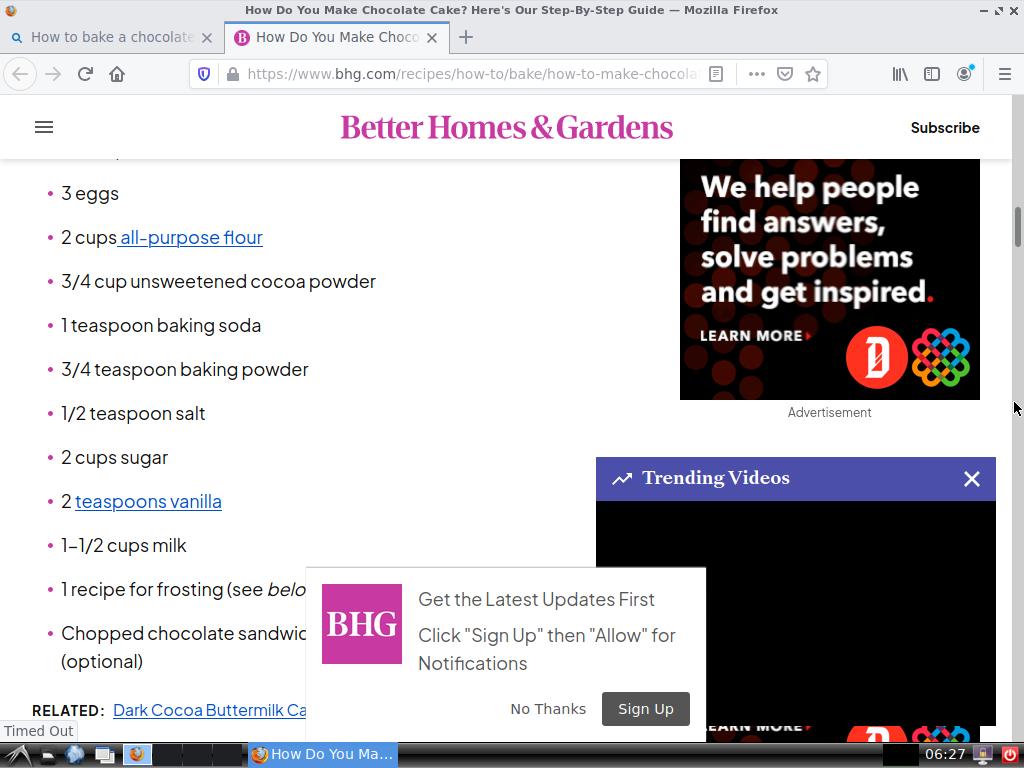 How Do You Make Chocolate Cake? Here's Our Step-By-Step Guide — Mozilla Firefox
How to bake a chocolate
How Do You Make Choco
https://www.bhg.com/recipes/how-to/bake/how-to-make-chocola
Better Homes & Gardens
Subscribe
3 eggs
2 cups all-purpose flour
3/4 cup unsweetened cocoa powder
1 teaspoon baking soda
3/4 teaspoon baking powder
1/2 teaspoon salt
2 cups sugar
2 teaspoons vanilla
1-1/2 cups milk
1 recipe for frosting (see belo
Chopped chocolate sandwic
(optional)
RELATED: Dark Cocoa Buttermilk Ca
We help people
find answers,
solve problems
and get inspired.
LEARN MORE
Advertisement
Trending Videos
BHG
Get the Latest Updates First
Click "Sign Up" then "Allow" for
Notifications
No Thanks
Sign Up
LEARN MORE
Timed Out
How Do You Ma...
06:27